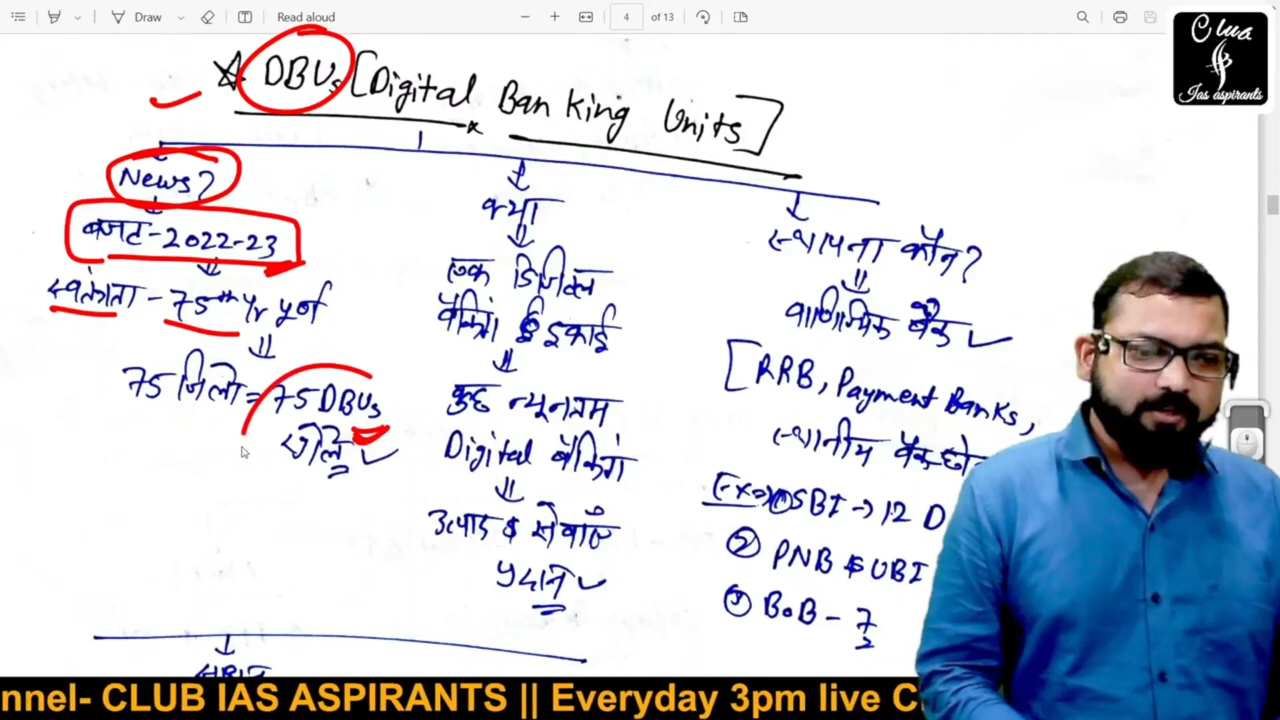 Draw
Read aloud
4
of 13
Club
Ias aspirants
☆ DBUs [Digital Banking Units]
News?
बजट-2022-23
स्वतंत्रता - 75th Yr पूर्ण
75 जिलों = 75 DBUs
खोले
क्या
एक डिजिटल
बैंकिंग इकाई
कुछ न्यूनतम
Digital बैंकिंग
उत्पाद & सेवाएं
प्रदान
स्थापना कौन?
वाणिज्यिक बैंक
[RRB, Payment Banks,
स्थानीय बैंक छो
Ex=> ① SBI → 12 D
② PNB & UBI
③ BoB - 7
nnel- CLUB IAS ASPIRANTS || Everyday 3pm live C